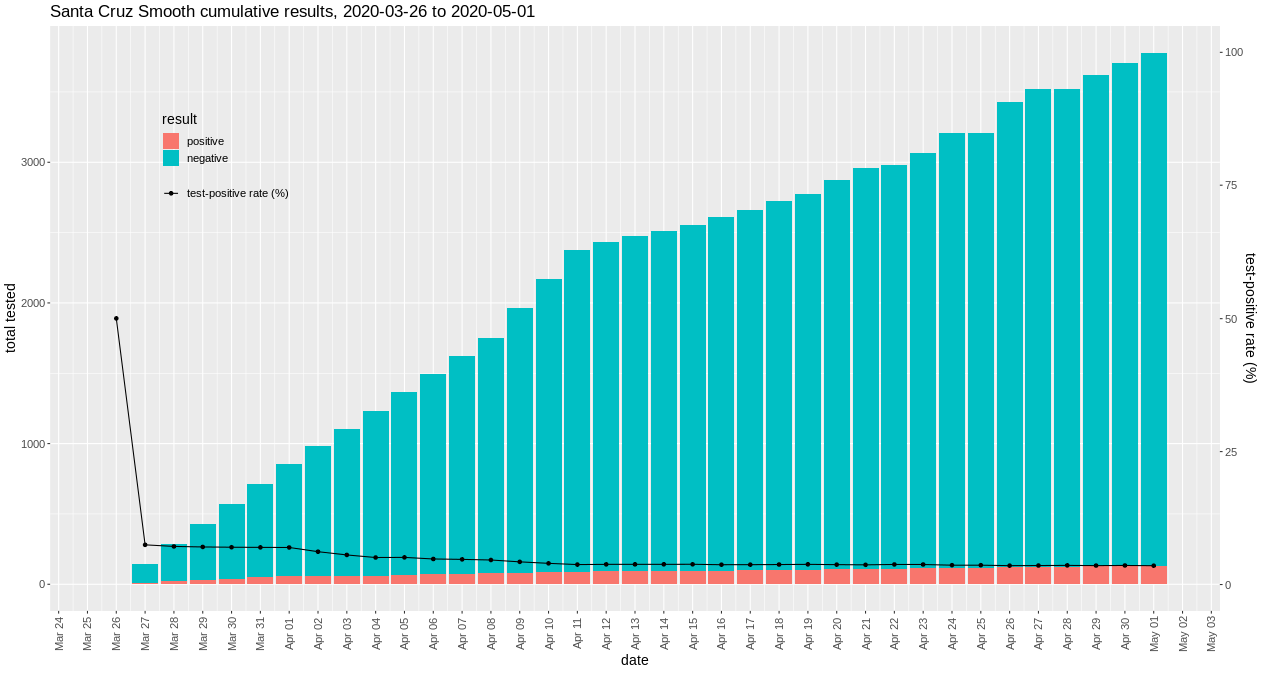 Santa Cruz Smooth cumulative results, 2020-03-26 to 2020-05-01
result
positive
negative
test-positive rate (%)
total tested
3000
2000
1000
0
100
75
50
25
0
test-positive rate (%)
Mar 24
Mar 25
Mar 26
Mar 27
Mar 28
Mar 29
Mar 30
Mar 31
Apr 01
Apr 02
Apr 03
Apr 04
Apr 05
Apr 06
Apr 07
Apr 08
Apr 09
Apr 10
Apr 11
Apr 12
Apr 13
Apr 14
Apr 15
Apr 16
Apr 17
Apr 18
Apr 19
Apr 20
Apr 21
Apr 22
Apr 23
Apr 24
Apr 25
Apr 26
Apr 27
Apr 28
Apr 29
Apr 30
May 01
May 02
May 03
date